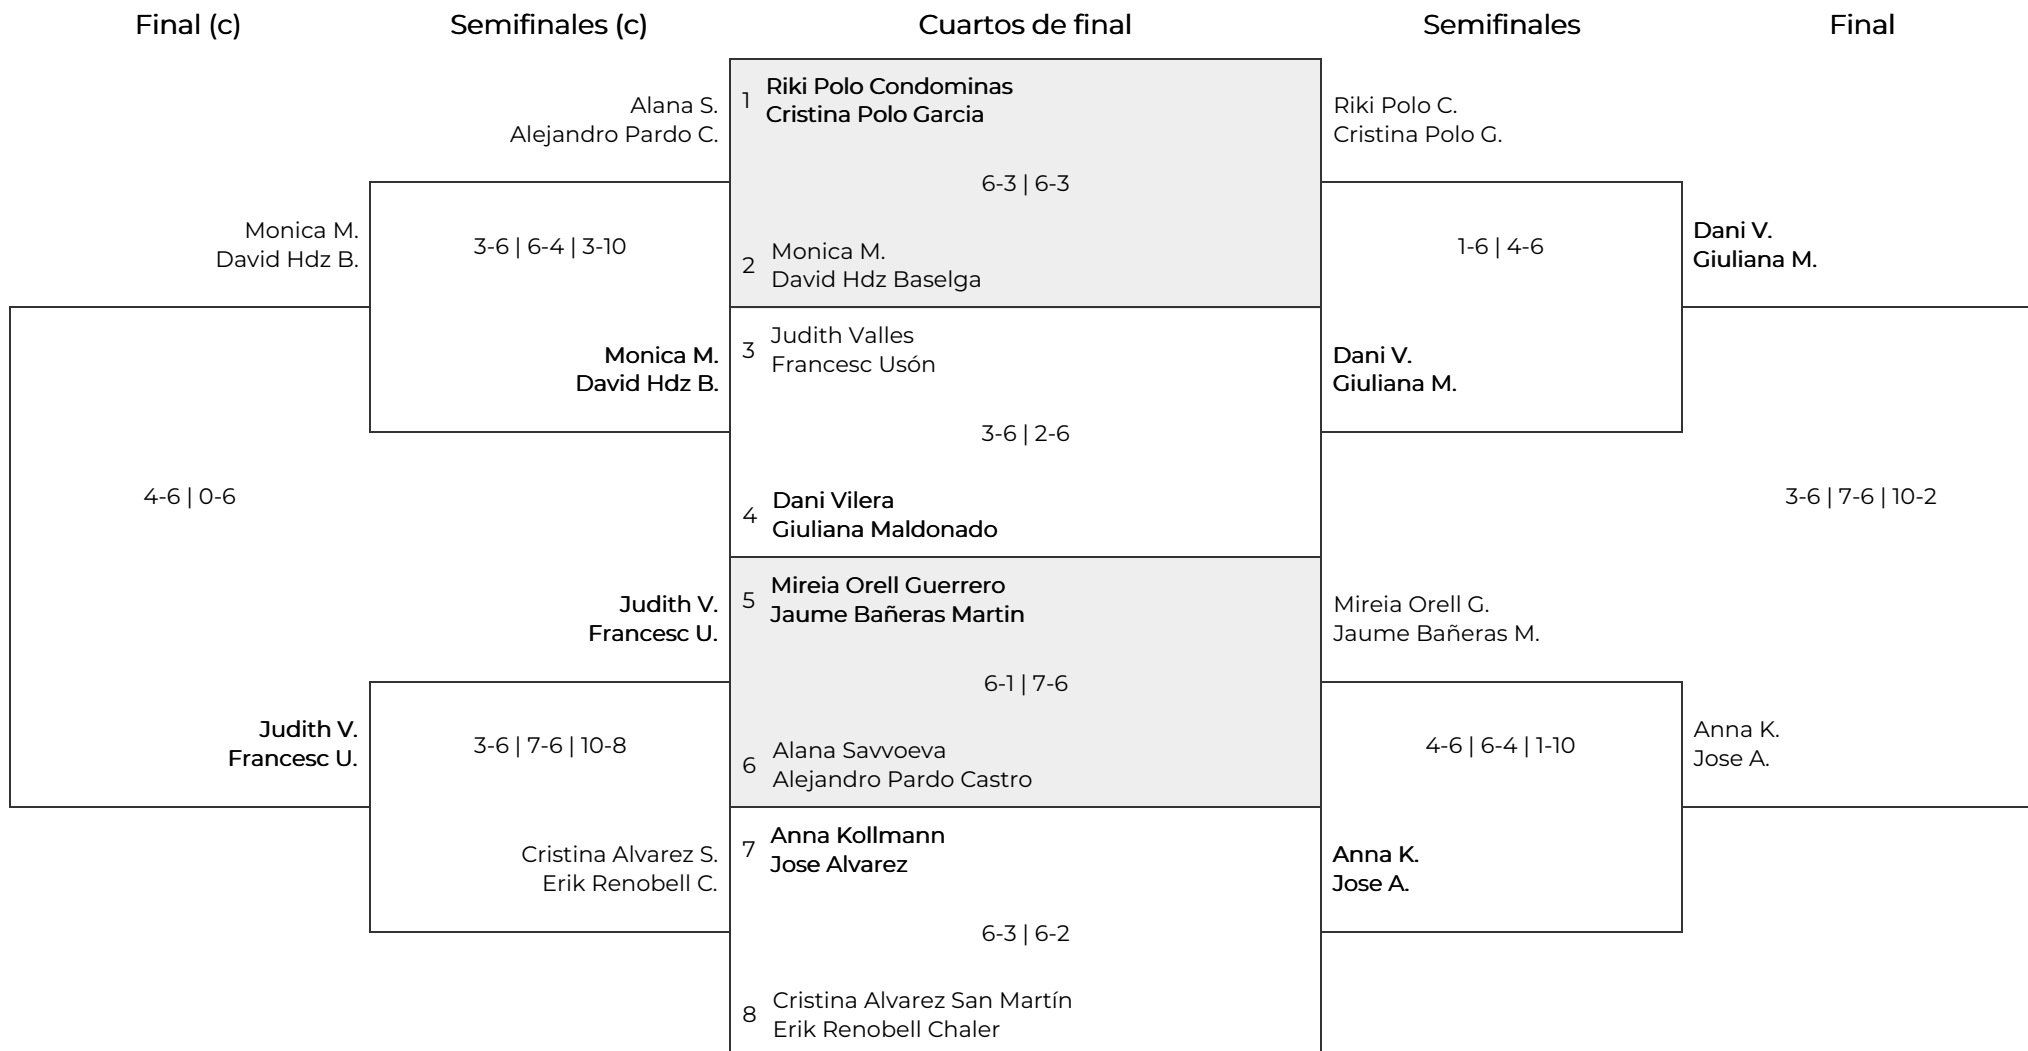 Final (c)
Semifinales (c)
Cuartos de final
Semifinales
Final
Alana S.
Alejandro Pardo C.
3-6 | 6-4 | 3-10
Monica M.
David Hdz B.
Monica M.
David Hdz B.
4-6 | 0-6
Judith V.
Francesc U.
Judith V.
Francesc U.
3-6 | 7-6 | 10-8
Cristina Alvarez S.
Erik Renobell C.
1
Riki Polo Condominas
Cristina Polo Garcia
6-3 | 6-3
2
Monica M.
David Hdz Baselga
3
Judith Valles
Francesc Usón
3-6 | 2-6
4
Dani Vilera
Giuliana Maldonado
5
Mireia Orell Guerrero
Jaume Bañeras Martin
6-1 | 7-6
6
Alana Savvoeva
Alejandro Pardo Castro
7
Anna Kollmann
Jose Alvarez
6-3 | 6-2
8
Cristina Alvarez San Martín
Erik Renobell Chaler
Riki Polo C.
Cristina Polo G.
1-6 | 4-6
Dani V.
Giuliana M.
Mireia Orell G.
Jaume Bañeras M.
4-6 | 6-4 | 1-10
Anna K.
Jose A.
Dani V.
Giuliana M.
3-6 | 7-6 | 10-2
Anna K.
Jose A.